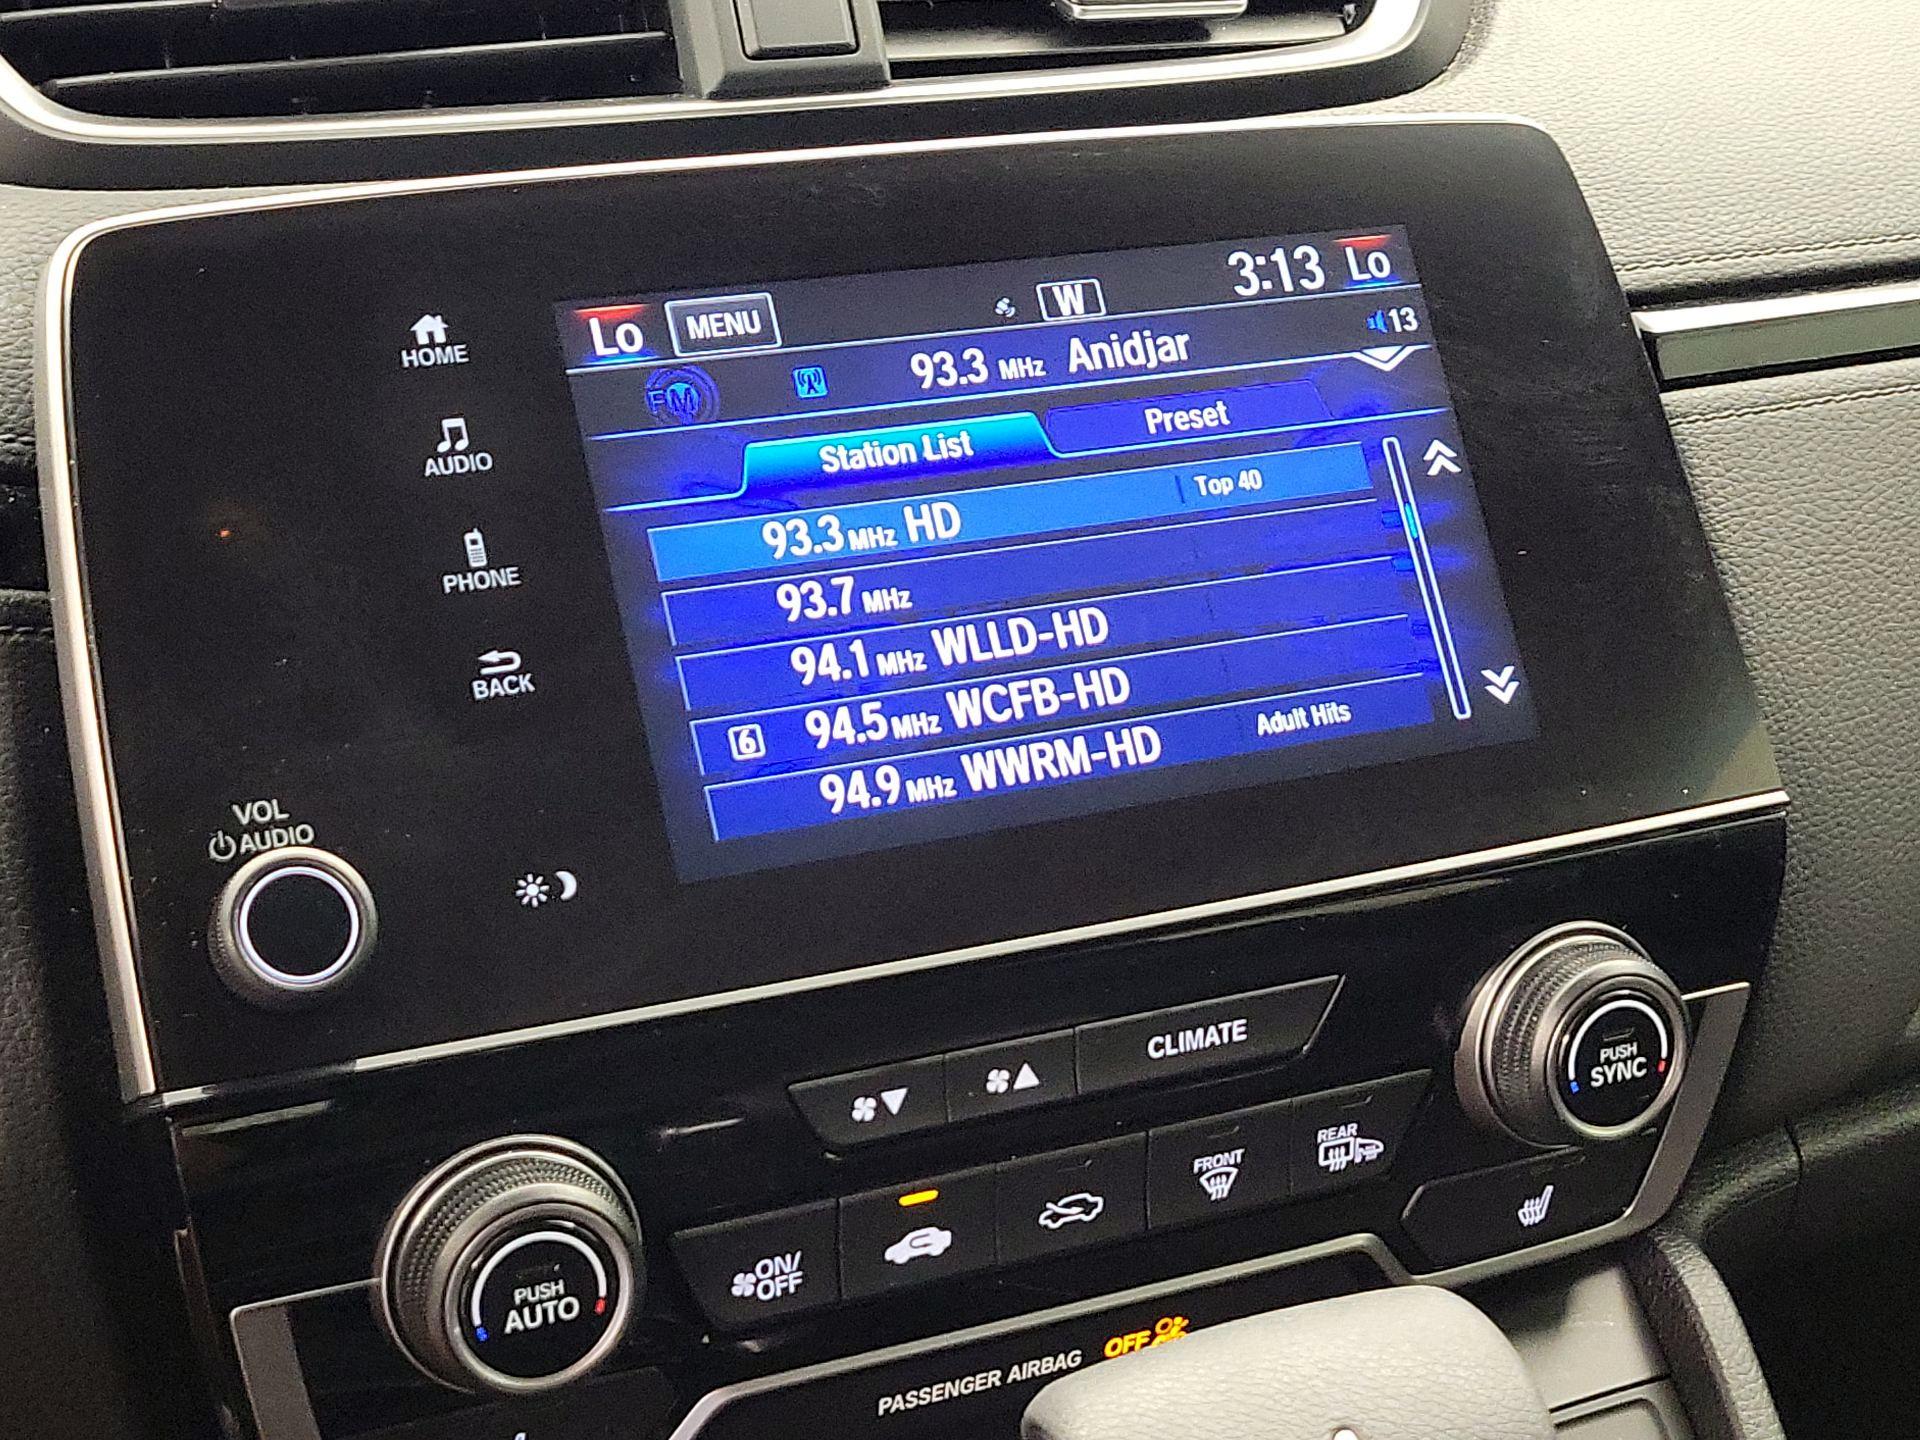 Lo MENU W 3:13 Lo
FM 93.3 MHz Anidjar 13
Station List Preset
93.3 MHz HD Top 40
93.7 MHz
94.1 MHz WLLD-HD
6 94.5 MHz WCFB-HD
94.9 MHz WWRM-HD Adult Hits
HOME
AUDIO
PHONE
BACK
VOL
AUDIO
CLIMATE
PUSH
SYNC
FRONT
REAR
ON/
OFF
PUSH
AUTO
PASSENGER AIRBAG OFF